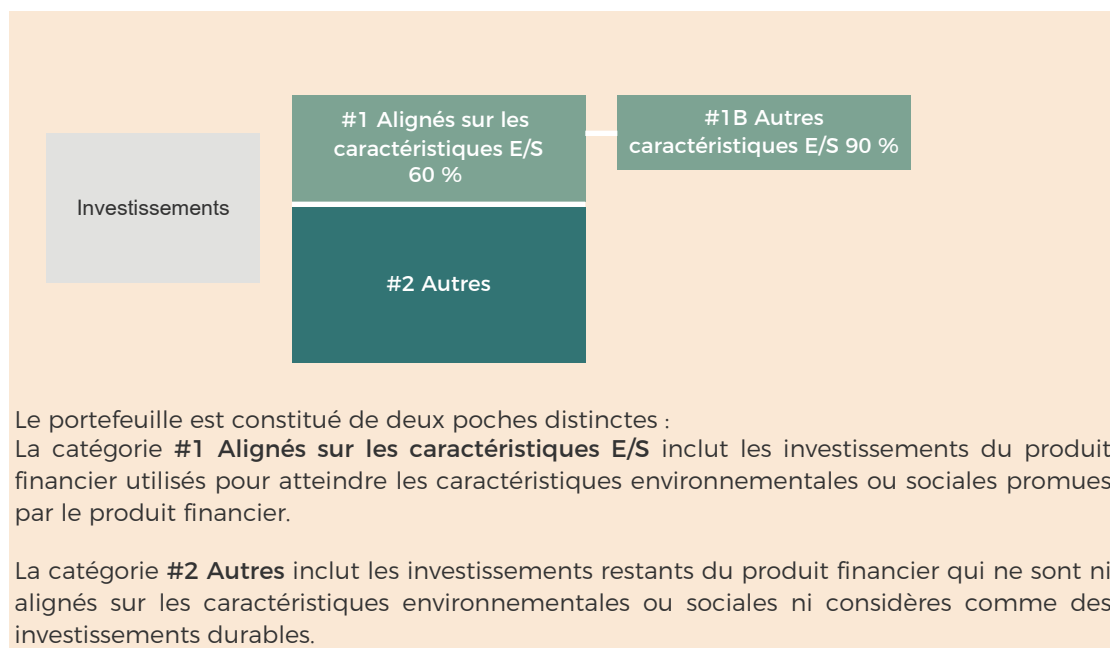 #1 Alignés sur les
caractéristiques E/S
60 %
#1B Autres
caractéristiques E/S 90 %
Investissements
#2 Autres
Le portefeuille est constitué de deux poches distinctes :
La catégorie #1 Alignés sur les caractéristiques E/S inclut les investissements du produit
financier utilisés pour atteindre les caractéristiques environnementales ou sociales promues
par le produit financier.
La catégorie #2 Autres inclut les investissements restants du produit financier qui ne sont ni
alignés sur les caractéristiques environnementales ou sociales ni considères comme des
investissements durables.